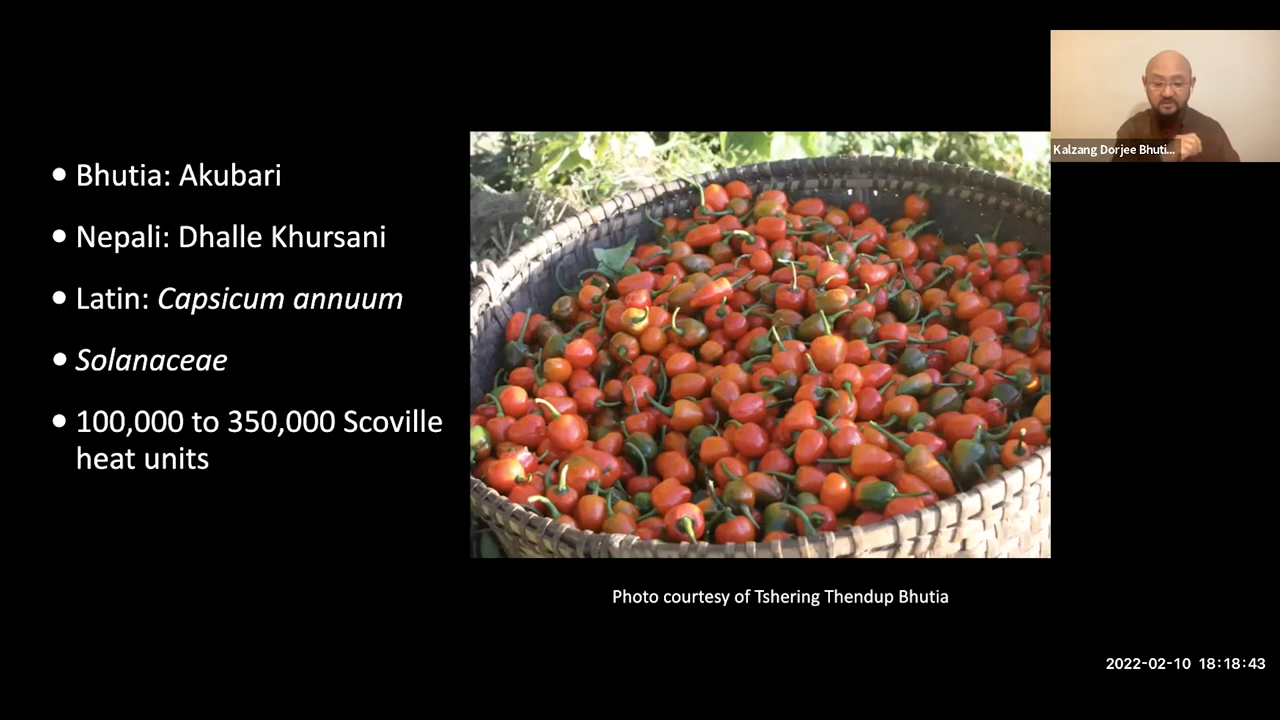 • Bhutia: Akubari
• Nepali: Dhalle Khursani
• Latin: Capsicum annuum
• Solanaceae
• 100,000 to 350,000 Scoville
heat units
Kalzang Dorjee Bhuti...
Photo courtesy of Tshering Thendup Bhutia
2022-02-10 18:18:43